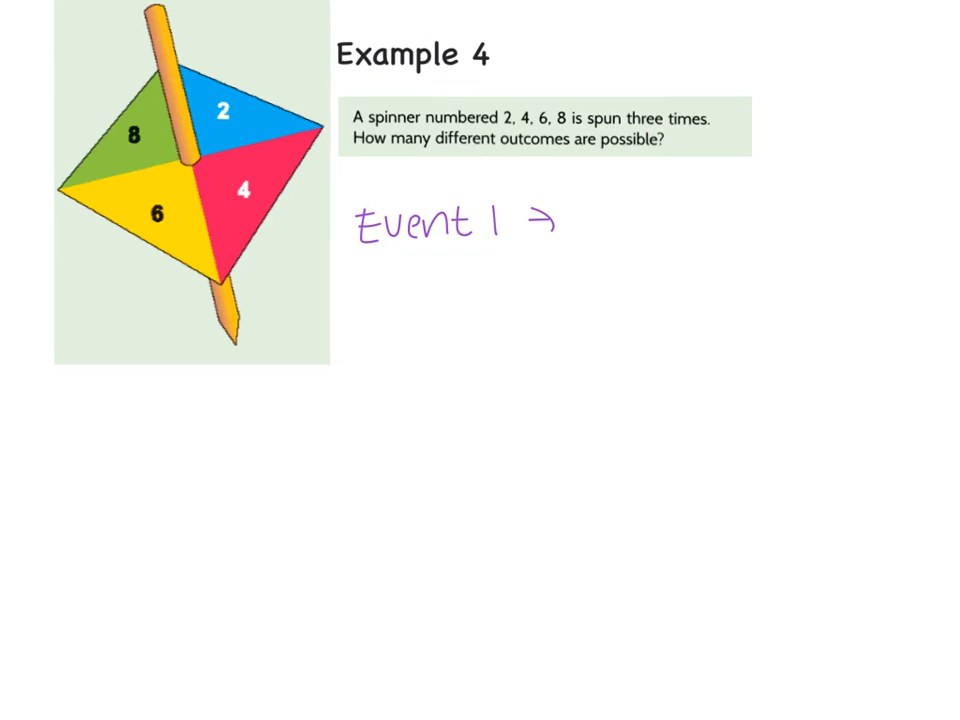 Example 4
2
8
A spinner numbered 2, 4, 6, 8 is spun three times.
How many different outcomes are possible?
4
6
Event 1 →